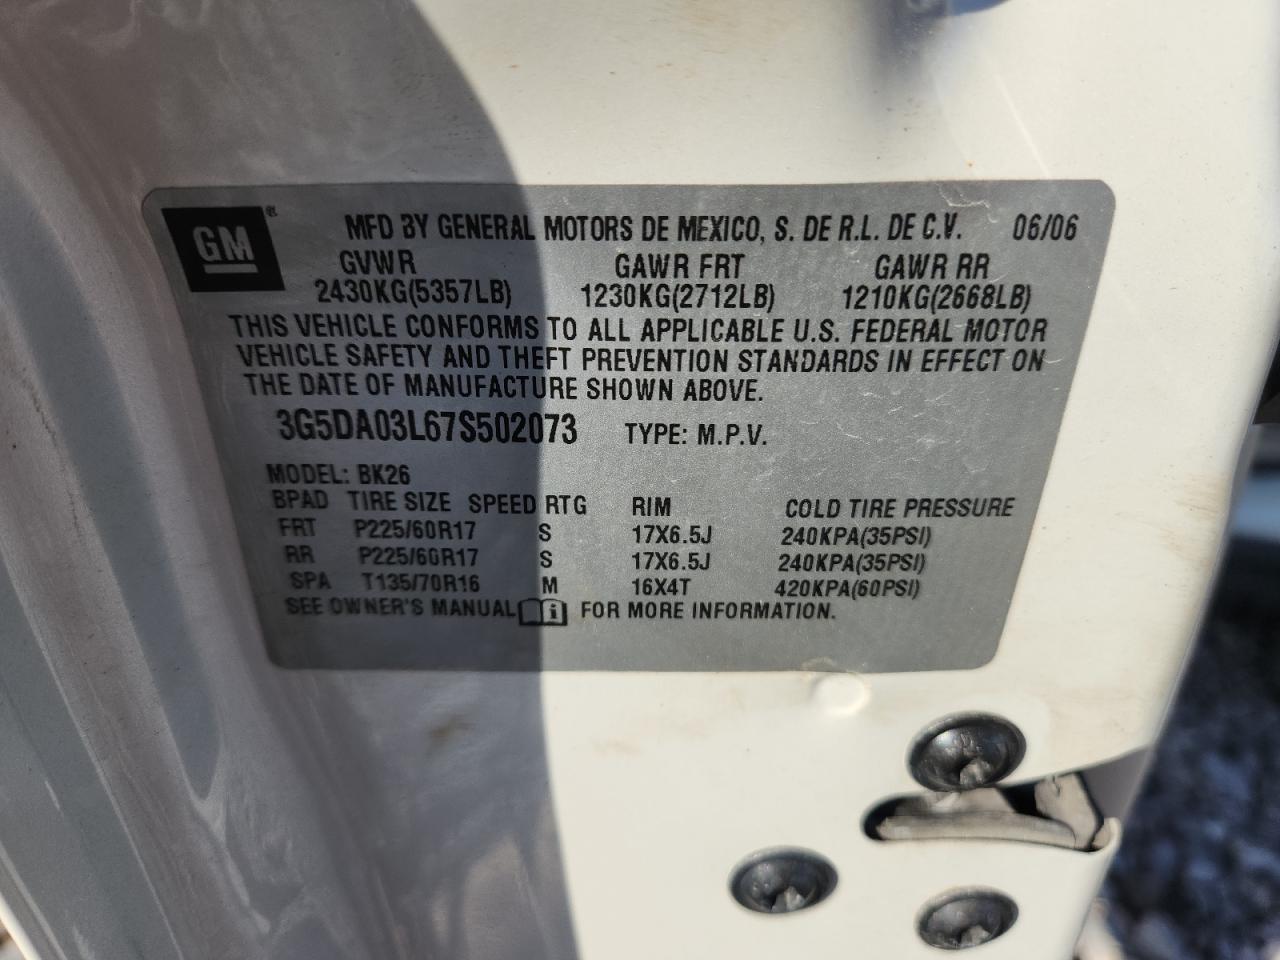 GM®
MFD BY GENERAL MOTORS DE MEXICO, S. DE R.L. DE C.V. 06/06
GVWR GAWR FRT GAWR RR
2430KG(5357LB) 1230KG(2712LB) 1210KG(2668LB)
THIS VEHICLE CONFORMS TO ALL APPLICABLE U.S. FEDERAL MOTOR
VEHICLE SAFETY AND THEFT PREVENTION STANDARDS IN EFFECT ON
THE DATE OF MANUFACTURE SHOWN ABOVE.
3G5DA03L67S502073 TYPE: M.P.V.
MODEL: BK26
BPAD TIRE SIZE SPEED RTG RIM COLD TIRE PRESSURE
FRT P225/60R17 S 17X6.5J 240KPA(35PSI)
RR P225/60R17 S 17X6.5J 240KPA(35PSI)
SPA T135/70R16 M 16X4T 420KPA(60PSI)
SEE OWNER'S MANUAL i FOR MORE INFORMATION.